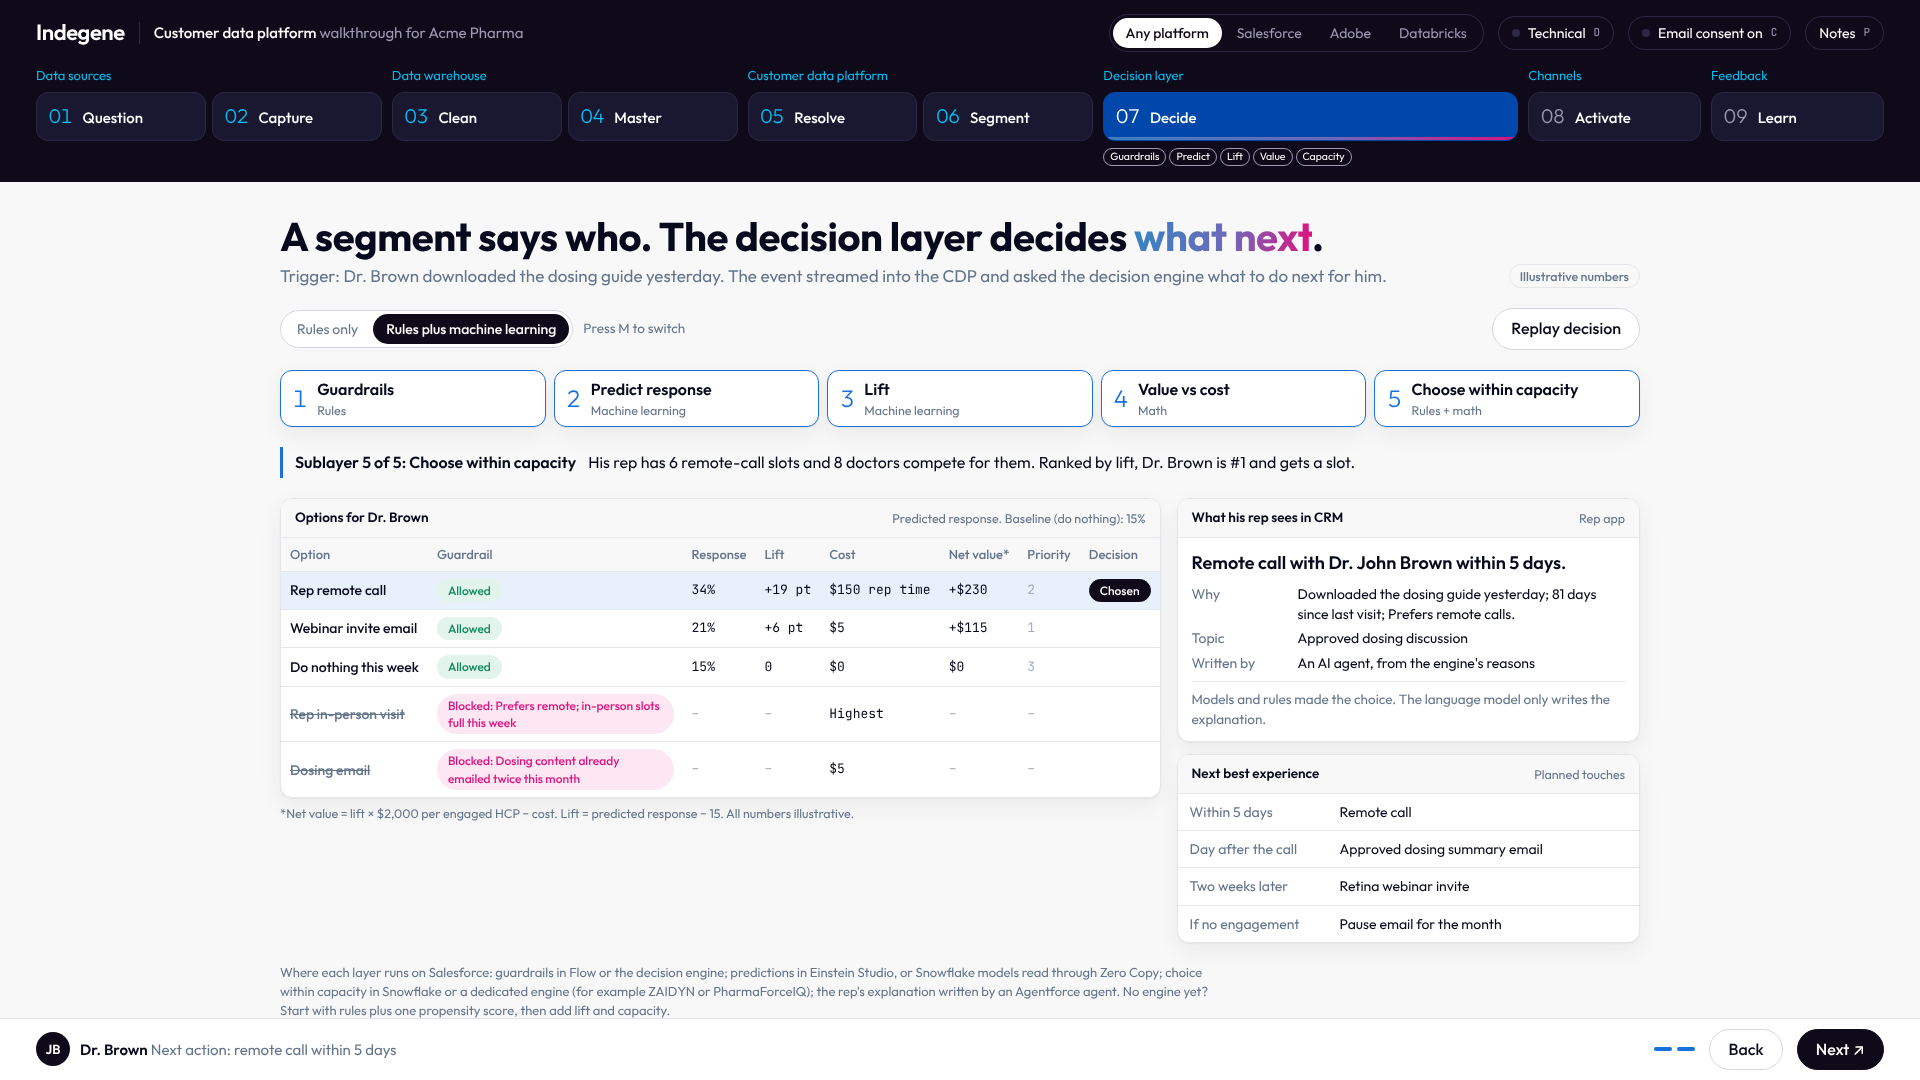 Indegene
Customer data platform walkthrough for Acme Pharma
Any platform Salesforce Adobe Databricks
Technical D
Email consent on C
Notes P
Data sources
Data warehouse
Customer data platform
Decision layer
Channels
Feedback
01 Question
02 Capture
03 Clean
04 Master
05 Resolve
06 Segment
07 Decide
08 Activate
09 Learn
Guardrails Predict Lift Value Capacity
A segment says who. The decision layer decides what next.
Trigger: Dr. Brown downloaded the dosing guide yesterday. The event streamed into the CDP and asked the decision engine what to do next for him.
Illustrative numbers
Rules only Rules plus machine learning Press M to switch
Replay decision
1 Guardrails
Rules
2 Predict response
Machine learning
3 Lift
Machine learning
4 Value vs cost
Math
5 Choose within capacity
Rules + math
Sublayer 5 of 5: Choose within capacity His rep has 6 remote-call slots and 8 doctors compete for them. Ranked by lift, Dr. Brown is #1 and gets a slot.
Options for Dr. Brown
Predicted response. Baseline (do nothing): 15%
Option Guardrail Response Lift Cost Net value* Priority Decision
Rep remote call Allowed 34% +19 pt $150 rep time +$230 2 Chosen
Webinar invite email Allowed 21% +6 pt $5 +$115 1
Do nothing this week Allowed 15% 0 $0 $0 3
Rep in-person visit Blocked: Prefers remote; in-person slots full this week – – Highest – –
Dosing email Blocked: Dosing content already emailed twice this month – – $5 – –
*Net value = lift × $2,000 per engaged HCP − cost. Lift = predicted response − 15. All numbers illustrative.
What his rep sees in CRM
Rep app
Remote call with Dr. John Brown within 5 days.
Why Downloaded the dosing guide yesterday; 81 days
since last visit; Prefers remote calls.
Topic Approved dosing discussion
Written by An AI agent, from the engine's reasons
Models and rules made the choice. The language model only writes the
explanation.
Next best experience
Planned touches
Within 5 days Remote call
Day after the call Approved dosing summary email
Two weeks later Retina webinar invite
If no engagement Pause email for the month
Where each layer runs on Salesforce: guardrails in Flow or the decision engine; predictions in Einstein Studio, or Snowflake models read through Zero Copy; choice
within capacity in Snowflake or a dedicated engine (for example ZAIDYN or PharmaForceIQ); the rep's explanation written by an Agentforce agent. No engine yet?
Start with rules plus one propensity score, then add lift and capacity.
JB Dr. Brown Next action: remote call within 5 days
Back
Next ↗